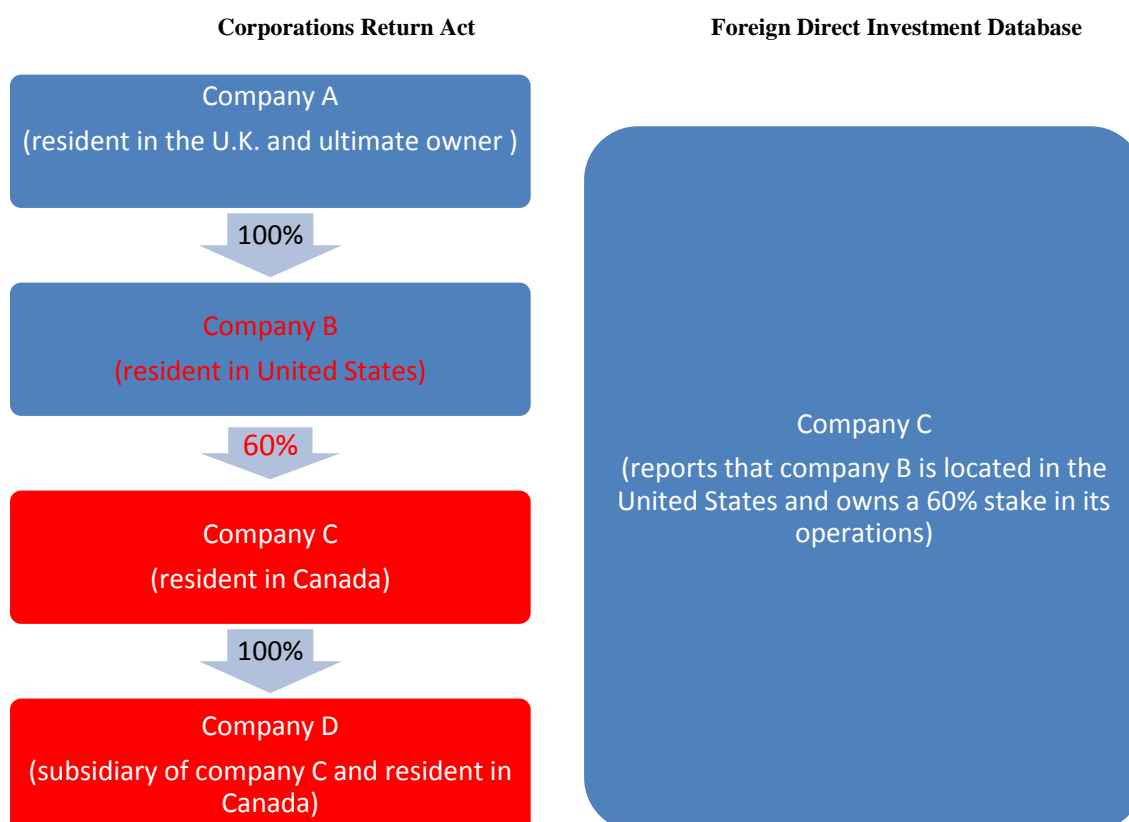 Corporations Return Act
Foreign Direct Investment Database
Company A
(resident in the U.K. and ultimate owner )
100%
Company B
(resident in United States)
60%
Company C
(resident in Canada)
100%
Company D
(subsidiary of company C and resident in
Canada)
Company C
(reports that company B is located in the
United States and owns a 60% stake in its
operations)